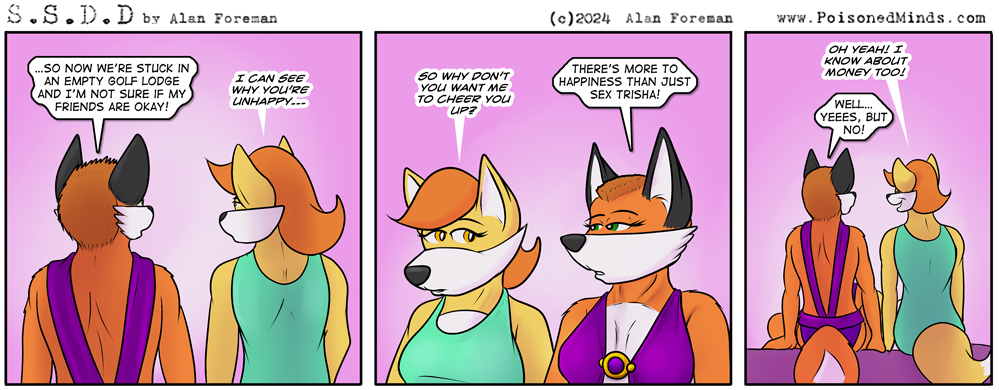 S.S.D.D by Alan Foreman (c)2024 Alan Foreman www.PoisonedMinds.com
...SO NOW WE'RE STUCK IN
AN EMPTY GOLF LODGE
AND I'M NOT SURE IF MY
FRIENDS ARE OKAY!
I CAN SEE
WHY YOU'RE
UNHAPPY...
SO WHY DON'T
YOU WANT ME
TO CHEER YOU
UP?
THERE'S MORE TO
HAPPINESS THAN JUST
SEX TRISHA!
OH YEAH! I
KNOW ABOUT
MONEY TOO!
WELL...
YEEES, BUT
NO!